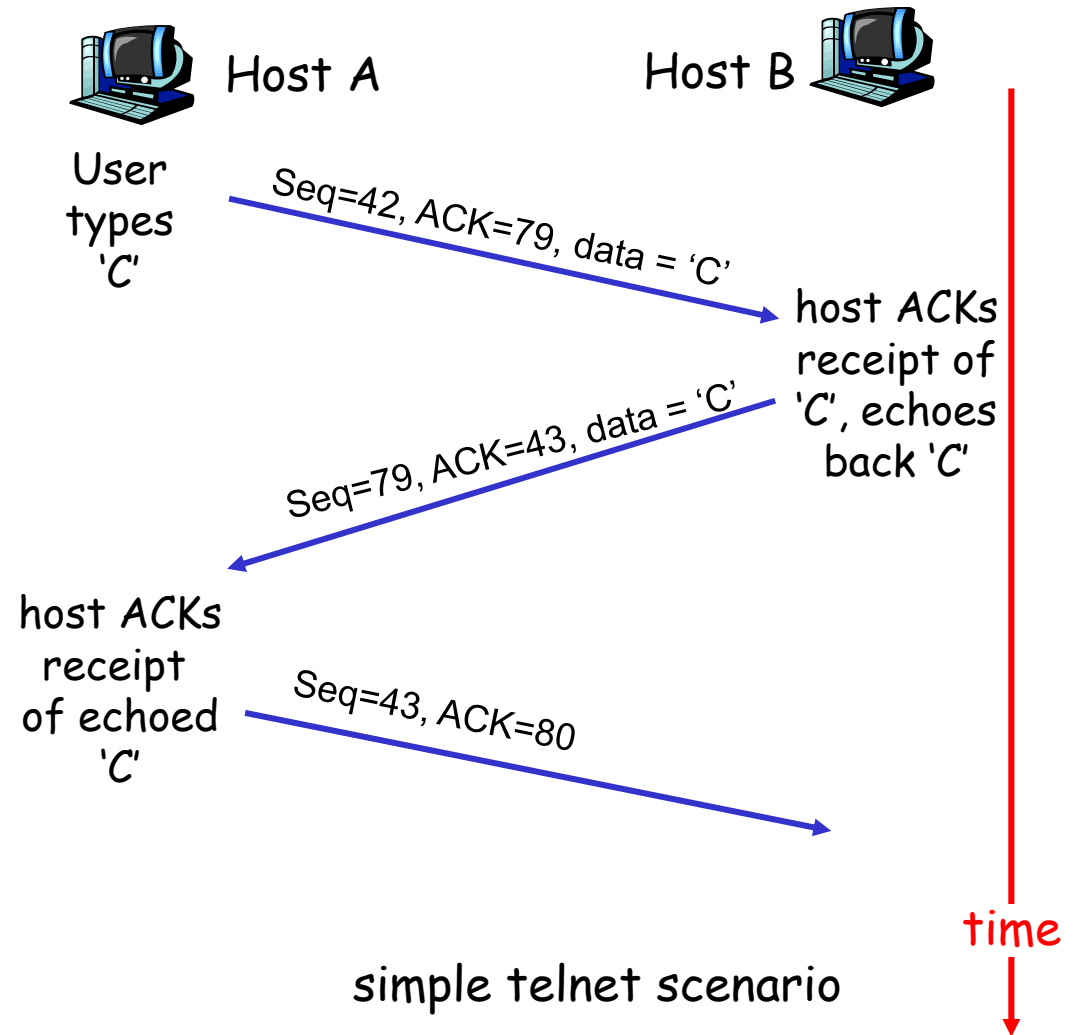 Host A
Host B
User
types
‘C’
Seq=42, ACK=79, data = ‘C’
host ACKs
receipt of
‘C’, echoes
back ‘C’
Seq=79, ACK=43, data = ‘C’
host ACKs
receipt
of echoed
‘C’
Seq=43, ACK=80
time
simple telnet scenario